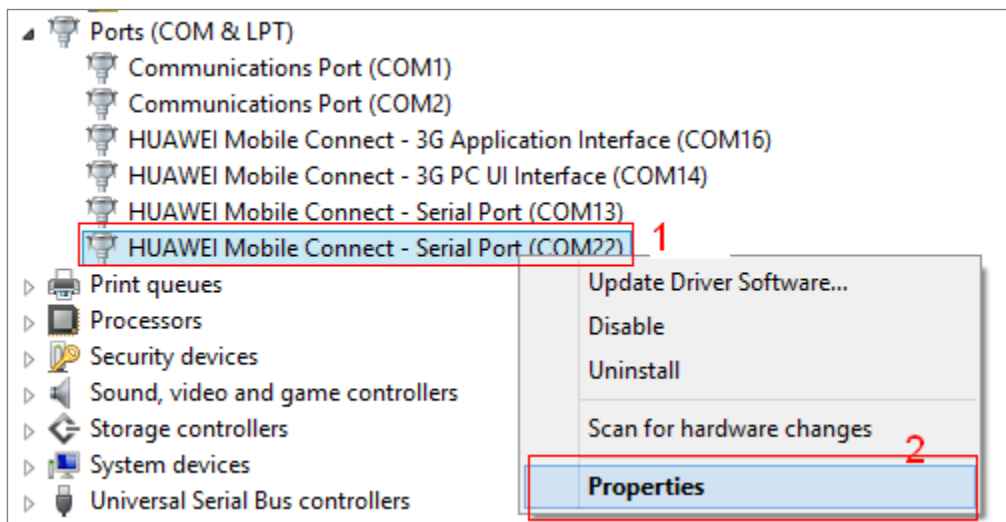 Ports (COM & LPT)
Communications Port (COM1)
Communications Port (COM2)
HUAWEI Mobile Connect - 3G Application Interface (COM16)
HUAWEI Mobile Connect - 3G PC UI Interface (COM14)
HUAWEI Mobile Connect - Serial Port (COM13)
HUAWEI Mobile Connect - Serial Port (COM22) 1
Print queues
Processors
Security devices
Sound, video and game controllers
Storage controllers
System devices
Universal Serial Bus controllers
Update Driver Software...
Disable
Uninstall
Scan for hardware changes
2
Properties